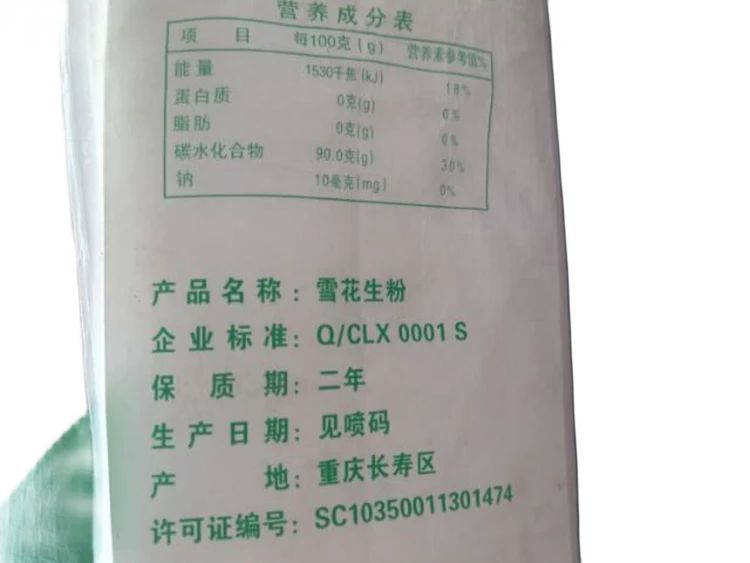 营养成分表
项 目 每100克(g) 营养素参考值%
能量 1530千焦(kJ) 18%
蛋白质 0克(g) 0%
脂肪 0克(g) 0%
碳水化合物 90.0克(g) 30%
钠 10毫克(mg) 0%
产品名称：雪花生粉
企业标准：Q/CLX 0001 S
保 质 期：二年
生产日期：见喷码
产 地：重庆长寿区
许可证编号：SC10350011301474